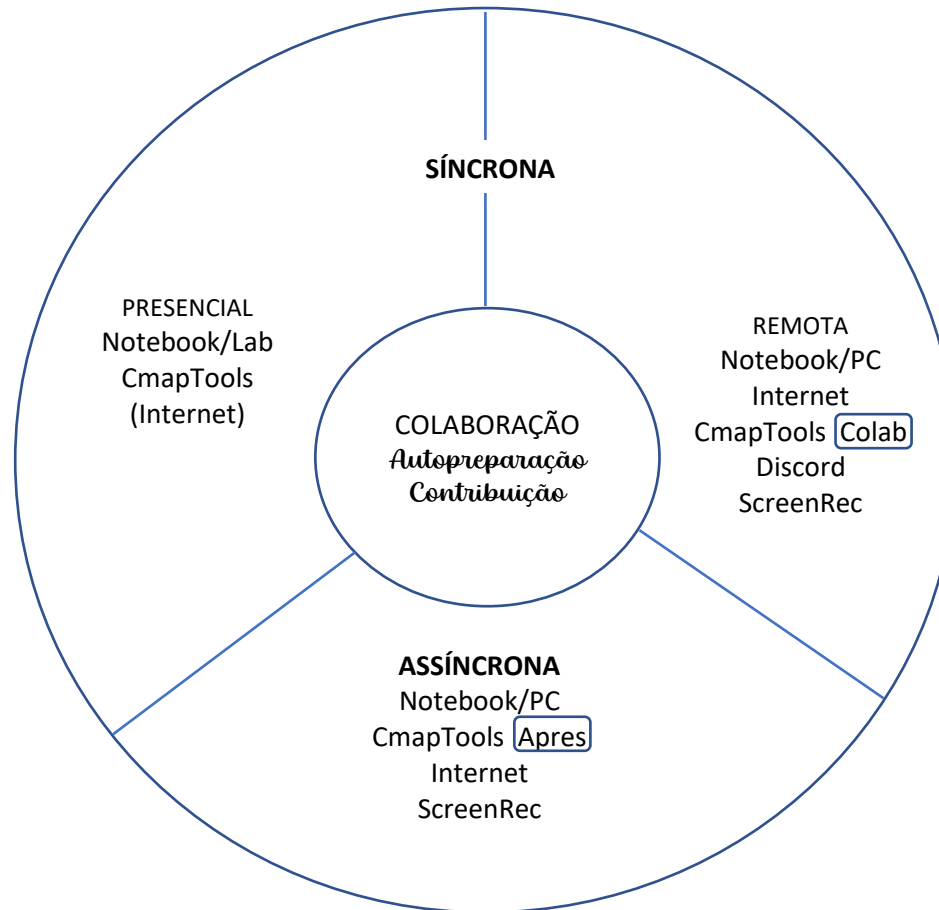 SÍNCRONA
PRESENCIAL
Notebook/Lab
CmapTools
(Internet)
REMOTA
Notebook/PC
Internet
CmapTools Colab
Discord
ScreenRec
COLABORAÇÃO
Autopreparação
Contribuição
ASSÍNCRONA
Notebook/PC
CmapTools Apres
Internet
ScreenRec